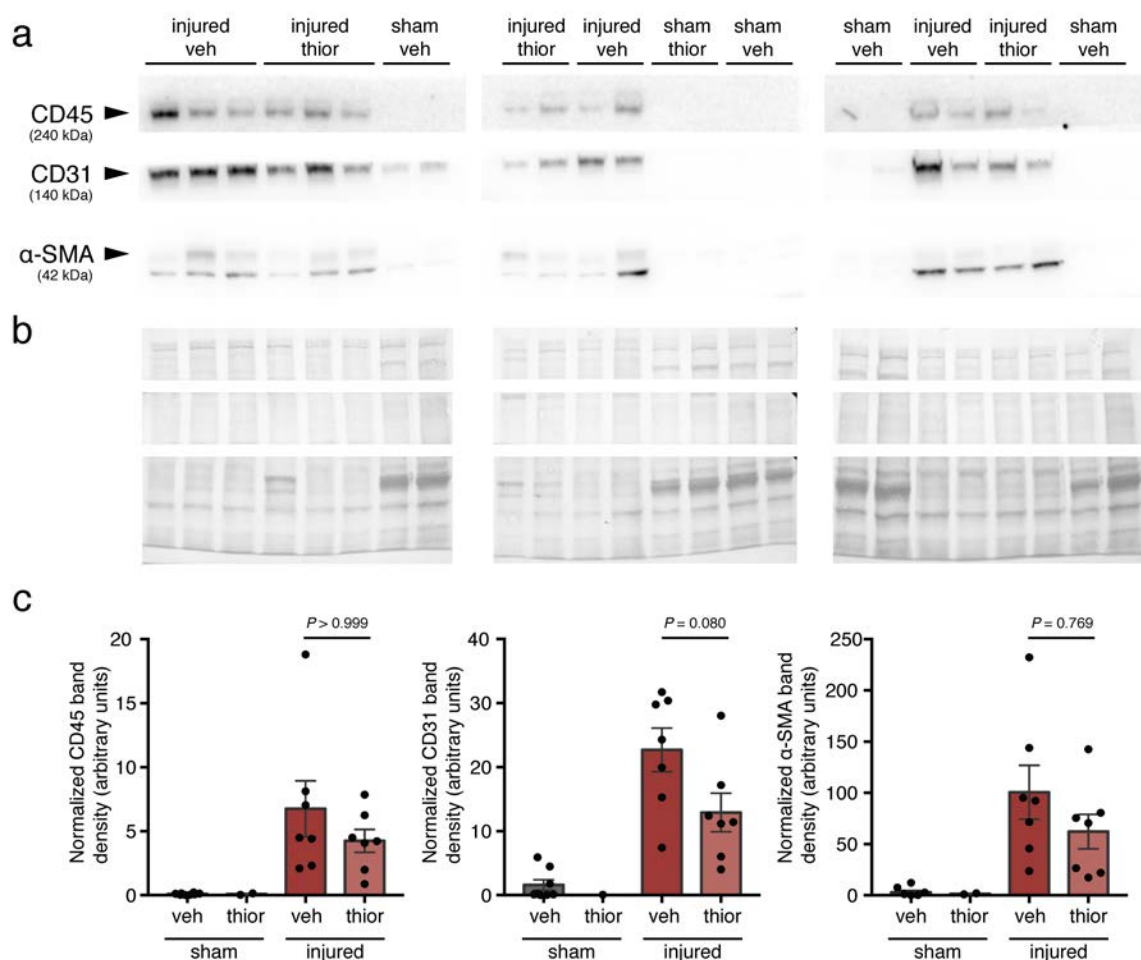 a
injured veh
injured thior
sham veh
injured thior
injured veh
sham thior
sham veh
sham veh
injured veh
injured thior
sham veh
CD45
(240 kDa)
CD31
(140 kDa)
α-SMA
(42 kDa)
b
c
Normalized CD45 band
density (arbitrary units)
20
15
10
5
0
P > 0.999
veh thior veh thior
sham injured
Normalized CD31 band
density (arbitrary units)
40
30
20
10
0
P = 0.080
veh thior veh thior
sham injured
Normalized α-SMA band
density (arbitrary units)
250
200
150
100
50
0
P = 0.769
veh thior veh thior
sham injured